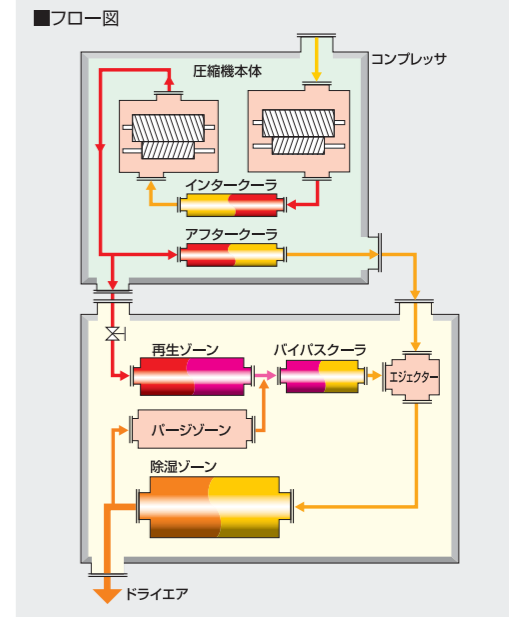 ■フロー図
コンプレッサ
圧縮機本体
インタークーラ
アフタークーラ
再生ゾーン
バイパスクーラ
エジェクター
パージゾーン
除湿ゾーン
ドライエア